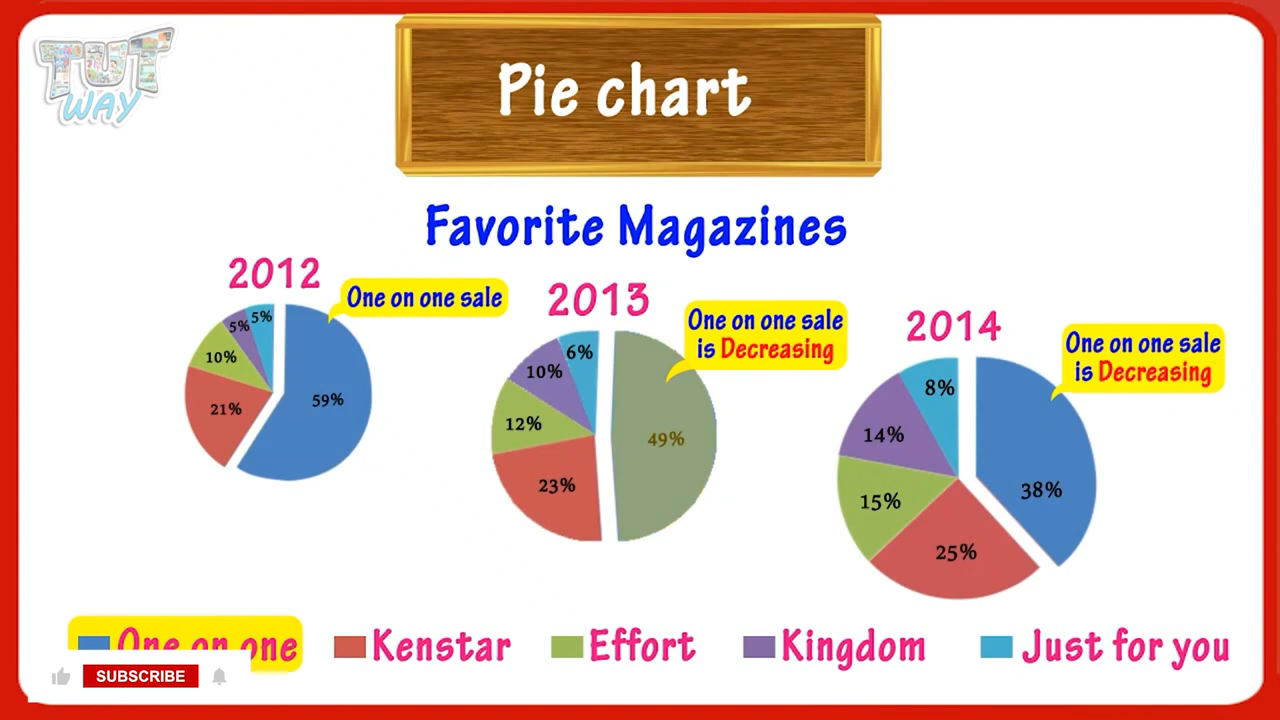 TUT
WAY
Pie chart
Favorite Magazines
2012
One on one sale
5%
5%
10%
21%
59%
2013
One on one sale
is Decreasing
6%
10%
12%
23%
49%
2014
One on one sale
is Decreasing
8%
14%
15%
25%
38%
One on one
Kenstar
Effort
Kingdom
Just for you
SUBSCRIBE